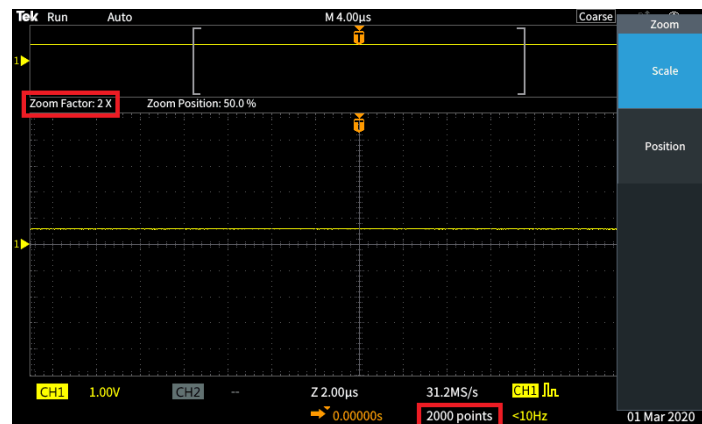 Tek Run Auto M 4.00µs Coarse
Zoom
T
1
Scale
Zoom Factor: 2 X Zoom Position: 50.0 %
T
Position
1
CH1 1.00V CH2 -- Z 2.00µs 31.2MS/s CH1
0.00000s 2000 points <10Hz 01 Mar 2020